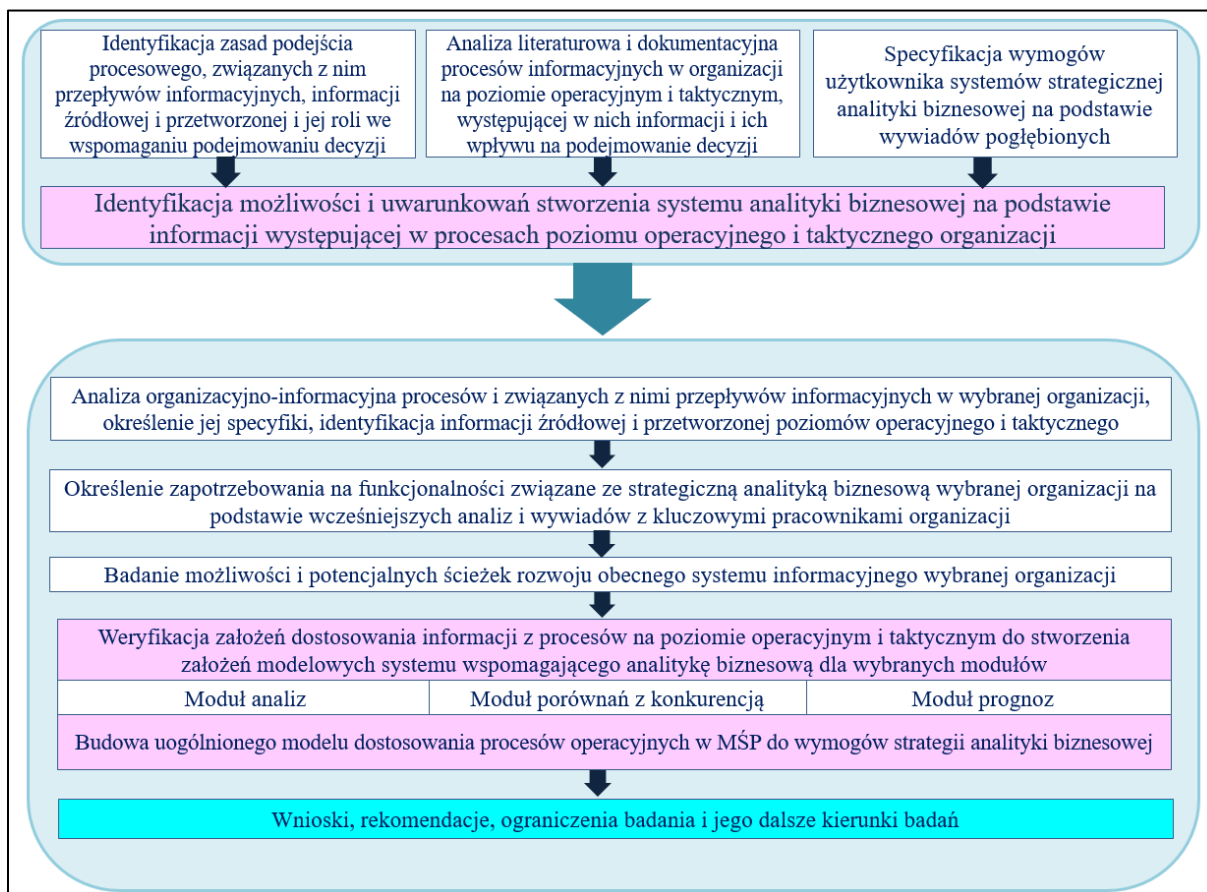 Identyfikacja zasad podejścia
procesowego, związanych z nim
przepływów informacyjnych, informacji
źródłowej i przetworzonej i jej roli we
wspomaganiu podejmowaniu decyzji
Analiza literaturowa i dokumentacyjna
procesów informacyjnych w organizacji
na poziomie operacyjnym i taktycznym,
występującej w nich informacji i ich
wpływu na podejmowanie decyzji
Specyfikacja wymogów
użytkownika systemów strategicznej
analityki biznesowej na podstawie
wywiadów pogłębionych
Identyfikacja możliwości i uwarunkowań stworzenia systemu analityki biznesowej na podstawie
informacji występującej w procesach poziomu operacyjnego i taktycznego organizacji
Analiza organizacyjno-informacyjna procesów i związanych z nimi przepływów informacyjnych w wybranej organizacji,
określenie jej specyfiki, identyfikacja informacji źródłowej i przetworzonej poziomów operacyjnego i taktycznego
Określenie zapotrzebowania na funkcjonalności związane ze strategiczną analityką biznesową wybranej organizacji na
podstawie wcześniejszych analiz i wywiadów z kluczowymi pracownikami organizacji
Badanie możliwości i potencjalnych ścieżek rozwoju obecnego systemu informacyjnego wybranej organizacji
Weryfikacja założeń dostosowania informacji z procesów na poziomie operacyjnym i taktycznym do stworzenia
założeń modelowych systemu wspomagającego analitykę biznesową dla wybranych modułów
Moduł analiz
Moduł porównań z konkurencją
Moduł prognoz
Budowa uogólnionego modelu dostosowania procesów operacyjnych w MŚP do wymogów strategii analityki biznesowej
Wnioski, rekomendacje, ograniczenia badania i jego dalsze kierunki badań